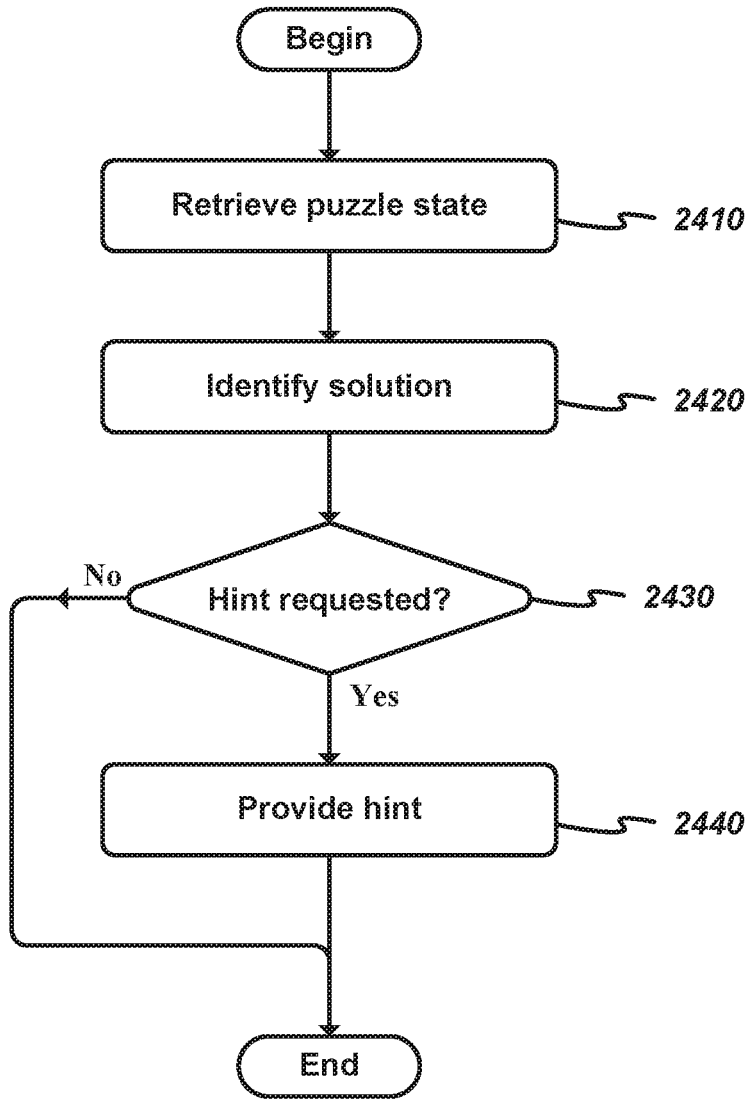 Begin
Retrieve puzzle state
2410
Identify solution
2420
No
Hint requested?
2430
Yes
Provide hint
2440
End